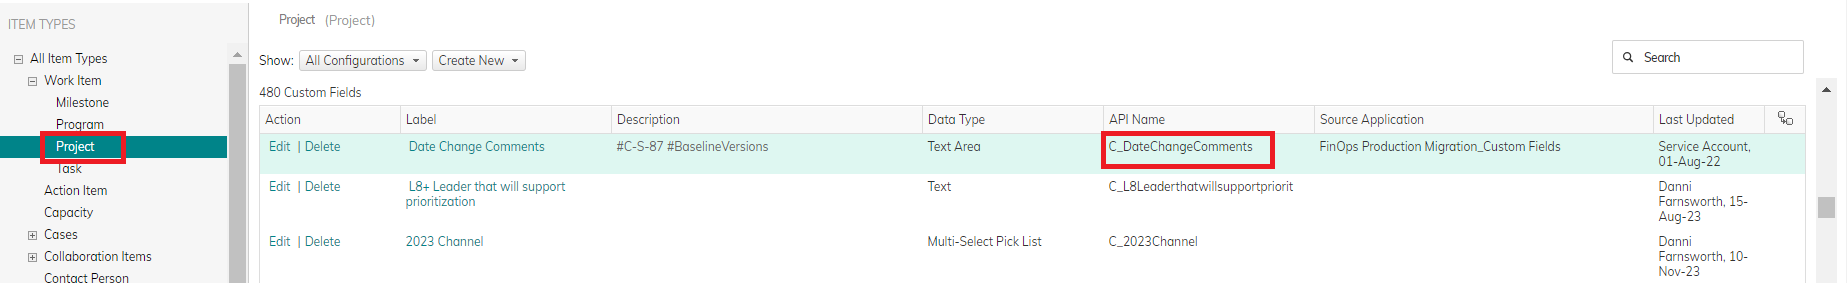 ITEM TYPES
All Item Types
Work Item
Milestone
Program
Project
Task
Action Item
Capacity
Cases
Collaboration Items
Contact Person
Project (Project)
Show: All Configurations Create New
Search
480 Custom Fields
Action Label Description Data Type API Name Source Application Last Updated
Edit | Delete Date Change Comments #C-S-87 #BaselineVersions Text Area C_DateChangeComments FinOps Production Migration_Custom Fields Service Account,
01-Aug-22
Edit | Delete L8+ Leader that will support Text C_L8Leaderthatwillsupportpriorit Danni
prioritization Farnsworth, 15-
Aug-23
Edit | Delete 2023 Channel Multi-Select Pick List C_2023Channel Danni
Farnsworth, 10-
Nov-23